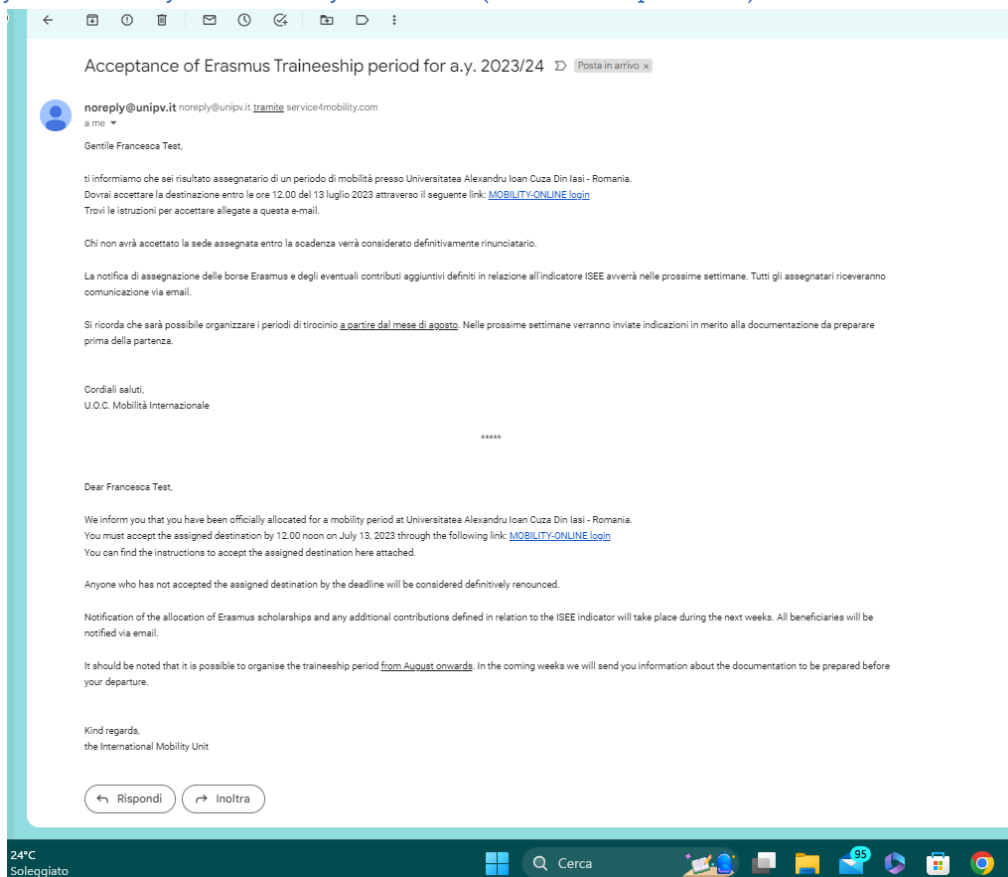 Acceptance of Erasmus Traineeship period for a.y. 2023/24 Posta in arrivo ×
noreply@unipv.it noreply@unipv.it tramite service4mobility.com
a me
Gentile Francesca Test,
ti informiamo che sei risultato assegnatario di un periodo di mobilità presso Universitatea Alexandru Ioan Cuza Din Iasi - Romania.
Dovrai accettare la destinazione entro le ore 12.00 del 13 luglio 2023 attraverso il seguente link: MOBILITY-ONLINE login
Trovi le istruzioni per accettare allegate a questa e-mail.
Chi non avrà accettato la sede assegnata entro la scadenza verrà considerato definitivamente rinunciatario.
La notifica di assegnazione delle borse Erasmus e degli eventuali contributi aggiuntivi definiti in relazione all'indicatore ISEE avverrà nelle prossime settimane. Tutti gli assegnatari riceveranno
comunicazione via email.
Si ricorda che sarà possibile organizzare i periodi di tirocinio a partire dal mese di agosto. Nelle prossime settimane verranno inviate indicazioni in merito alla documentazione da preparare
prima della partenza.
Cordiali saluti,
U.O.C. Mobilità Internazionale
*****
Dear Francesca Test,
We inform you that you have been officially allocated for a mobility period at Universitatea Alexandru Ioan Cuza Din Iasi - Romania.
You must accept the assigned destination by 12.00 noon on July 13, 2023 through the following link: MOBILITY-ONLINE login
You can find the instructions to accept the assigned destination here attached.
Anyone who has not accepted the assigned destination by the deadline will be considered definitively renounced.
Notification of the allocation of Erasmus scholarships and any additional contributions defined in relation to the ISEE indicator will take place during the next weeks. All beneficiaries will be
notified via email.
It should be noted that it is possible to organise the traineeship period from August onwards. In the coming weeks we will send you information about the documentation to be prepared before
your departure.
Kind regards,
the International Mobility Unit
Rispondi Inoltra
24°C
Soleggiato
Cerca
95